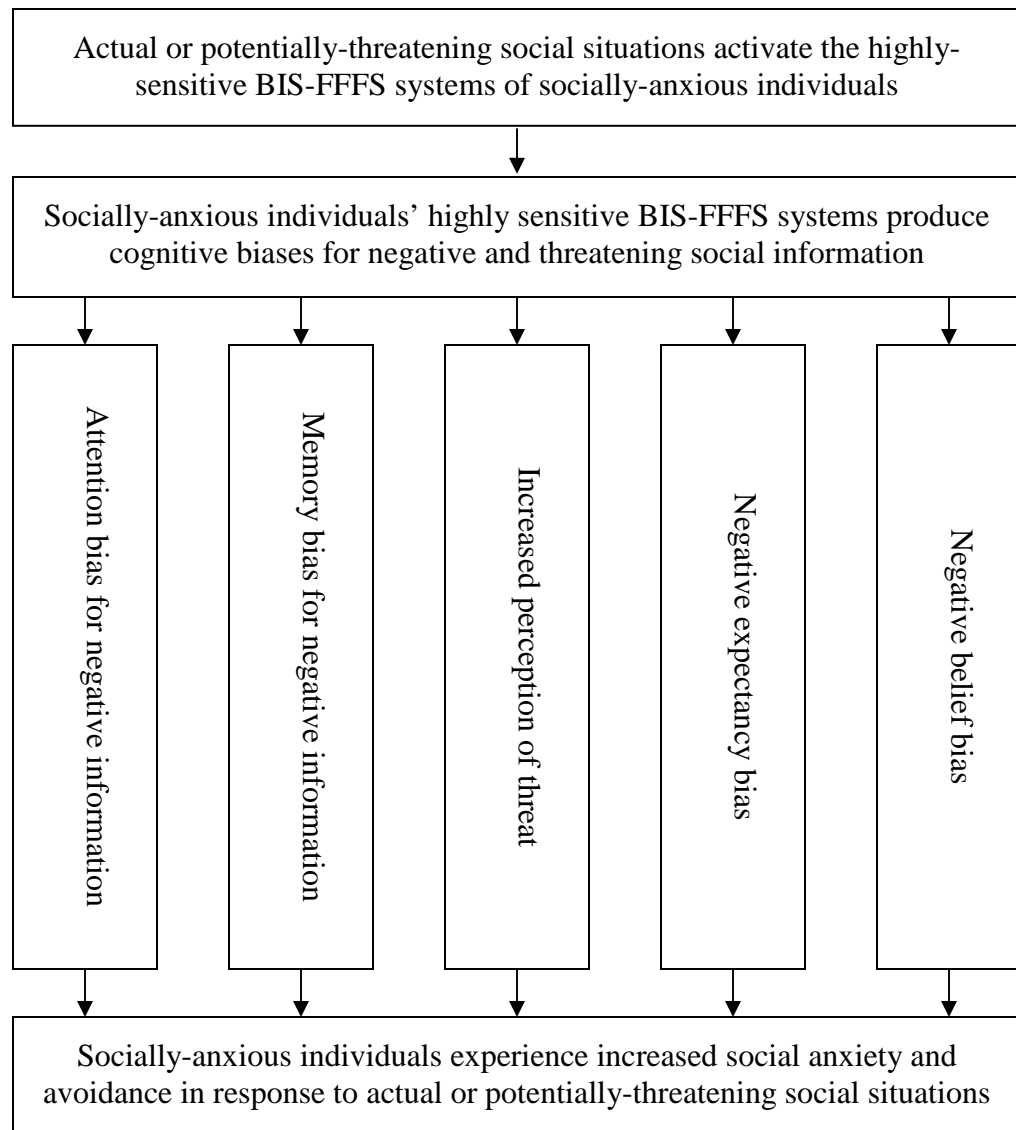 Actual or potentially-threatening social situations activate the highly-
sensitive BIS-FFFS systems of socially-anxious individuals
Socially-anxious individuals’ highly sensitive BIS-FFFS systems produce
cognitive biases for negative and threatening social information
Attention bias for negative information
Memory bias for negative information
Increased perception of threat
Negative expectancy bias
Negative belief bias
Socially-anxious individuals experience increased social anxiety and
avoidance in response to actual or potentially-threatening social situations